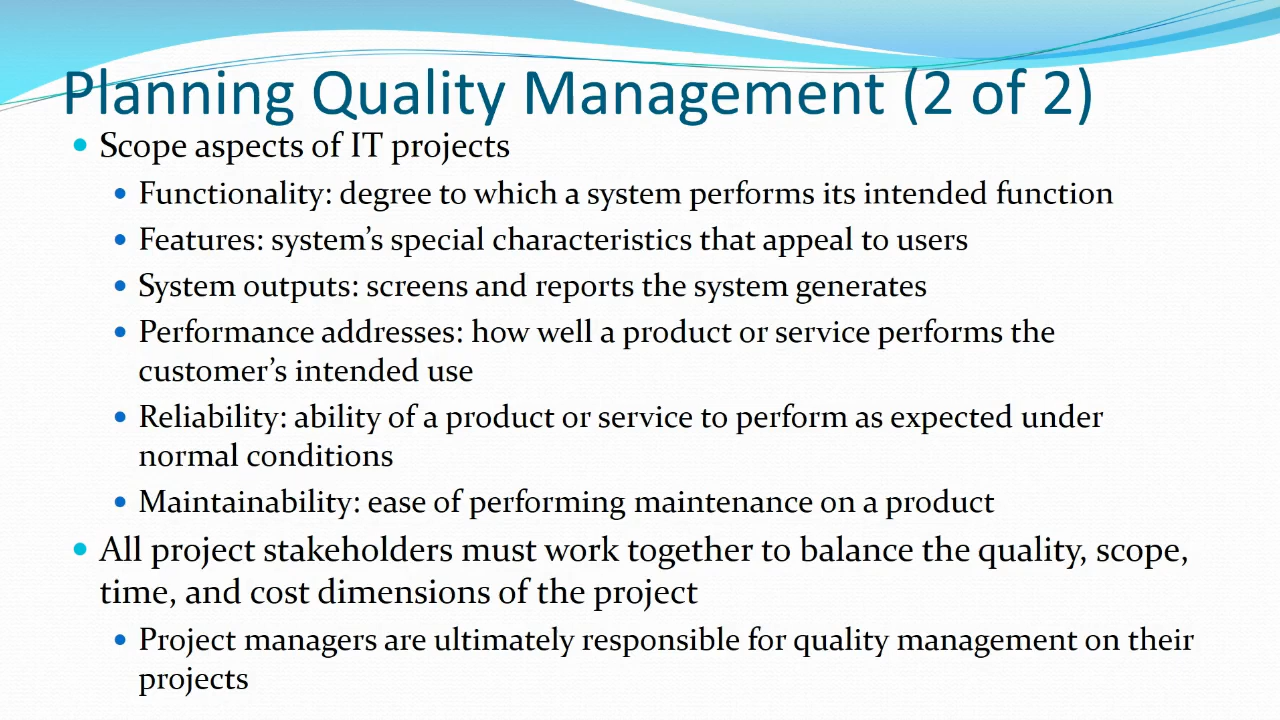 Planning Quality Management (2 of 2)
• Scope aspects of IT projects
• Functionality: degree to which a system performs its intended function
• Features: system’s special characteristics that appeal to users
• System outputs: screens and reports the system generates
• Performance addresses: how well a product or service performs the
customer’s intended use
• Reliability: ability of a product or service to perform as expected under
normal conditions
• Maintainability: ease of performing maintenance on a product
• All project stakeholders must work together to balance the quality, scope,
time, and cost dimensions of the project
• Project managers are ultimately responsible for quality management on their
projects